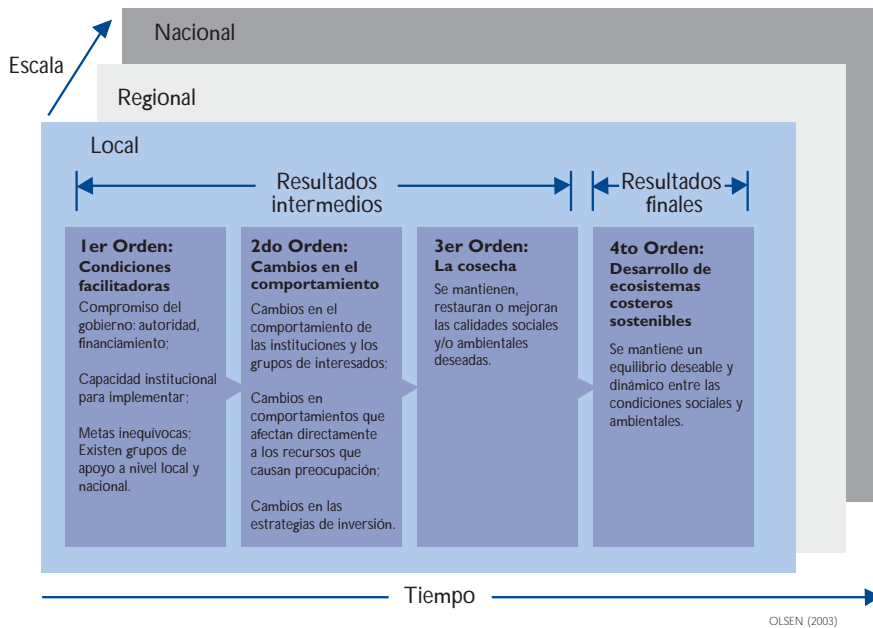 Nacional
Escala
Regional
Local
Resultados
intermedios
Resultados
finales
1er Orden:
Condiciones
facilitadoras
Compromiso del
gobierno: autoridad,
financiamiento;
Capacidad institucional
para implementar;
Metas inequívocas;
Existen grupos de
apoyo a nivel local y
nacional.
2do Orden:
Cambios en el
comportamiento
Cambios en el
comportamiento de
las instituciones y los
grupos de interesados;
Cambios en
comportamientos que
afectan directamente
a los recursos que
causan preocupación;
Cambios en las
estrategias de inversión.
3er Orden:
La cosecha
Se mantienen,
restauran o mejoran
las calidades sociales
y/o ambientales
deseadas.
4to Orden:
Desarrollo de
ecosistemas
costeros
sostenibles
Se mantiene un
equilibrio deseable y
dinámico entre las
condiciones sociales y
ambientales.
Tiempo
OLSEN (2003)